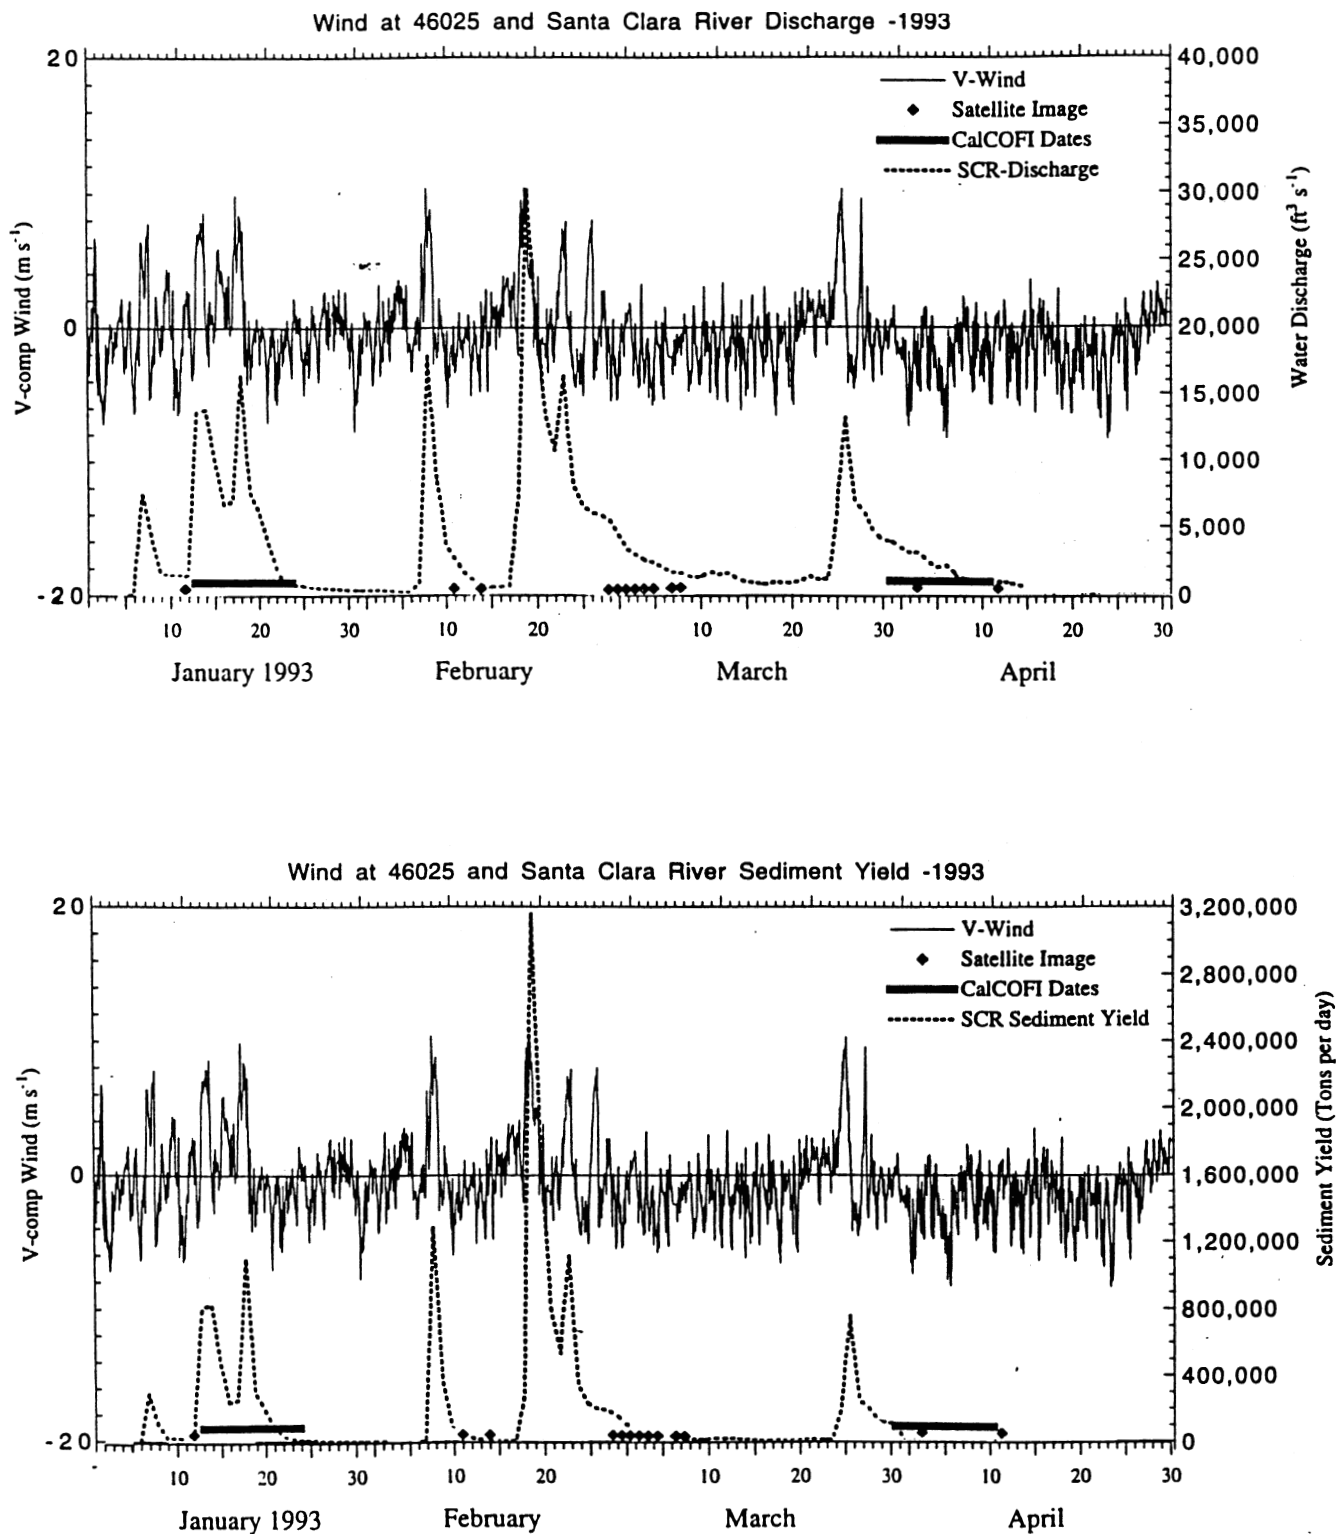 Wind at 46025 and Santa Clara River Discharge -1993
20
40,000
V-Wind
Satellite Image
35,000
CalCOFI Dates
SCR-Discharge
30,000
V-comp Wind (m s-1)
25,000
0
20,000
Water Discharge (ft3 s-1)
15,000
10,000
5,000
-20
0
10 20 30 10 20 10 20 30 10 20 30
January 1993 February March April
Wind at 46025 and Santa Clara River Sediment Yield -1993
20
3,200,000
V-Wind
Satellite Image
2,800,000
CalCOFI Dates
SCR Sediment Yield
2,400,000
V-comp Wind (m s-1)
2,000,000
0
1,600,000
Sediment Yield (Tons per day)
1,200,000
800,000
400,000
-20
0
10 20 30 10 20 10 20 10 20 30
January 1993 February March April